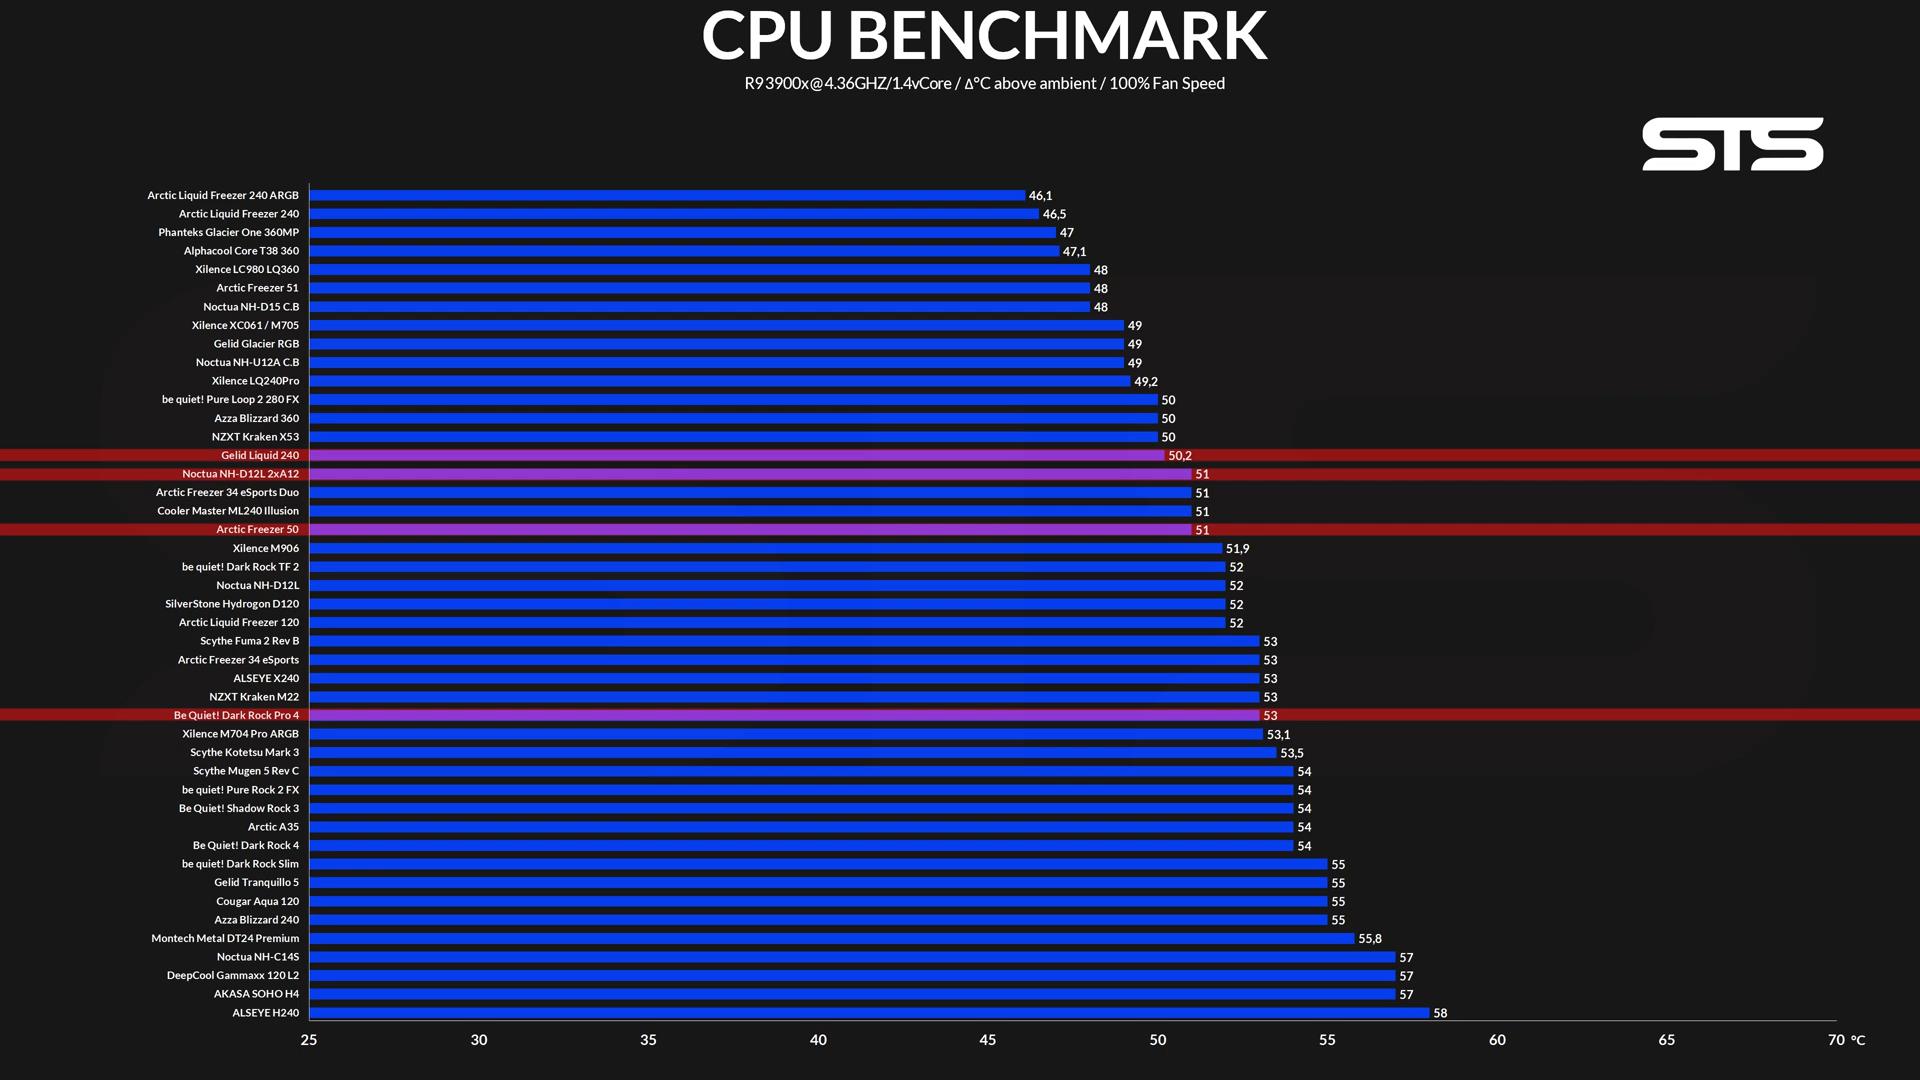 CPU BENCHMARK
R9 3900x@4.36GHZ/1.4vCore / Δ°C above ambient / 100% Fan Speed
STS
Arctic Liquid Freezer 240 ARGB 46,1
Arctic Liquid Freezer 240 46,5
Phanteks Glacier One 360MP 47
Alphacool Core T38 360 47,1
Xilence LC980 LQ360 48
Arctic Freezer 51 48
Noctua NH-D15 C.B 48
Xilence XC061 / M705 49
Gelid Glacier RGB 49
Noctua NH-U12A C.B 49
Xilence LQ240Pro 49,2
be quiet! Pure Loop 2 280 FX 50
Azza Blizzard 360 50
NZXT Kraken X53 50
Gelid Liquid 240 50,2
Noctua NH-D12L 2xA12 51
Arctic Freezer 34 eSports Duo 51
Cooler Master ML240 Illusion 51
Arctic Freezer 50 51
Xilence M906 51,9
be quiet! Dark Rock TF 2 52
Noctua NH-D12L 52
SilverStone Hydrogon D120 52
Arctic Liquid Freezer 120 52
Scythe Fuma 2 Rev B 53
Arctic Freezer 34 eSports 53
ALSEYE X240 53
NZXT Kraken M22 53
Be Quiet! Dark Rock Pro 4 53
Xilence M704 Pro ARGB 53,1
Scythe Kotetsu Mark 3 53,5
Scythe Mugen 5 Rev C 54
be quiet! Pure Rock 2 FX 54
Be Quiet! Shadow Rock 3 54
Arctic A35 54
Be Quiet! Dark Rock 4 54
be quiet! Dark Rock Slim 55
Gelid Tranquillo 5 55
Cougar Aqua 120 55
Azza Blizzard 240 55
Montech Metal DT24 Premium 55,8
Noctua NH-C14S 57
DeepCool Gammaxx 120 L2 57
AKASA SOHO H4 57
ALSEYE H240 58
25 30 35 40 45 50 55 60 65 70 °C